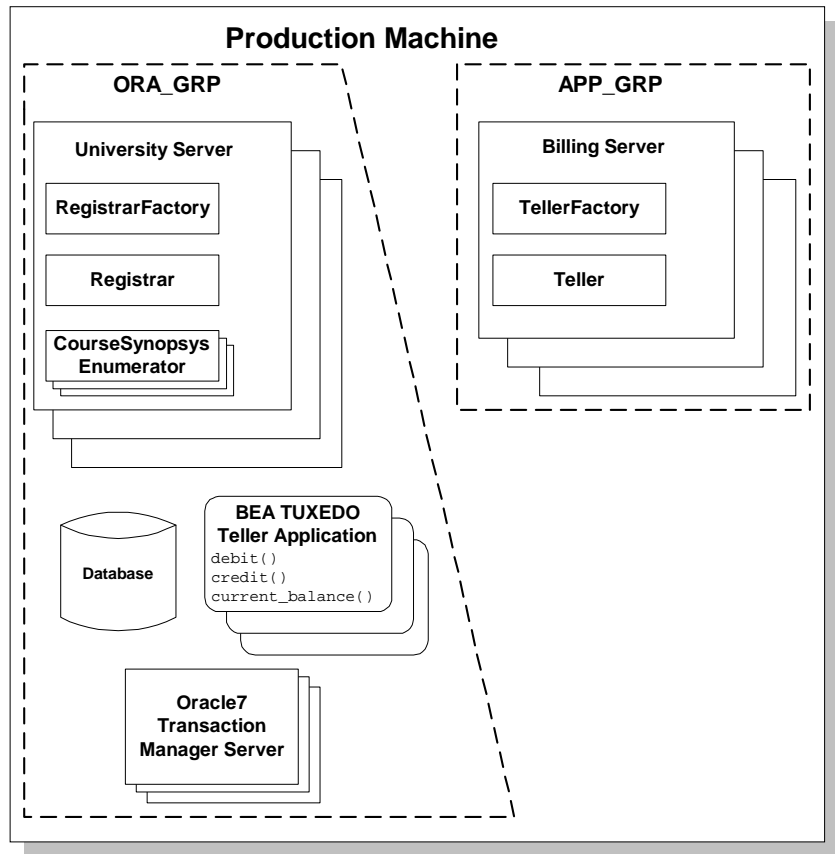 Production Machine
ORA_GRP
University Server
RegistrarFactory
Registrar
CourseSynopsys
Enumerator
Database
BEA TUXEDO
Teller Application
debit()
credit()
current_balance()
Oracle7
Transaction
Manager Server
APP_GRP
Billing Server
TellerFactory
Teller